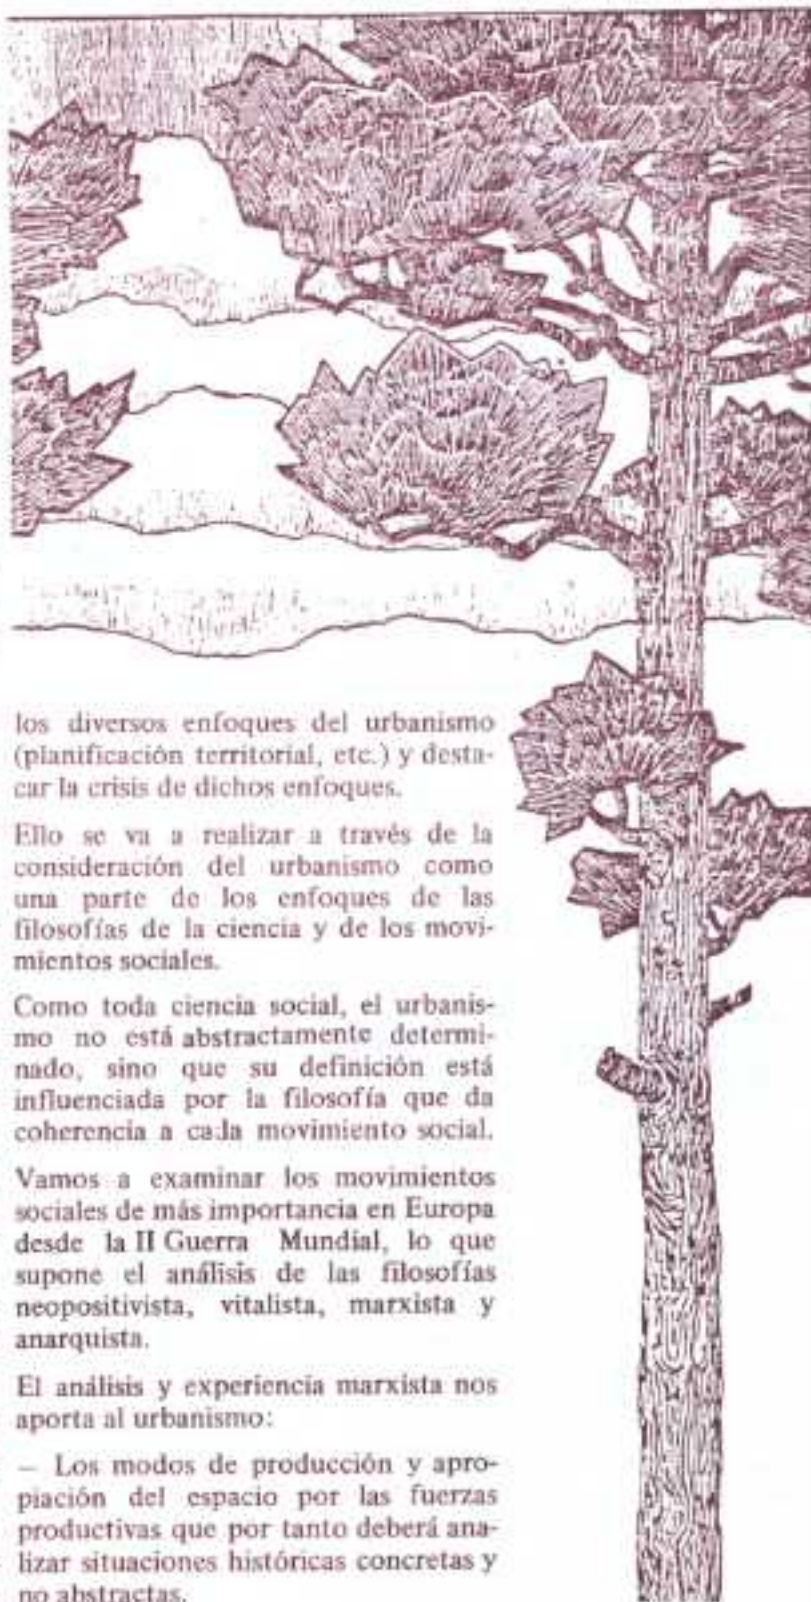 los diversos enfoques del urbanismo
(planificación territorial, etc.) y desta-
car la crisis de dichos enfoques.
Ello se va a realizar a través de la
consideración del urbanismo como
una parte de los enfoques de las
filosofías de la ciencia y de los movi-
mientos sociales.
Como toda ciencia social, el urbanis-
mo no está abstractamente determi-
nado, sino que su definición está
influenciada por la filosofía que da
coherencia a cada movimiento social.
Vamos a examinar los movimientos
sociales de más importancia en Europa
desde la II Guerra Mundial, lo que
supone el análisis de las filosofías
neopositivista, vitalista, marxista y
anarquista.
El análisis y experiencia marxista nos
aporta al urbanismo:
— Los modos de producción y apro-
piación del espacio por las fuerzas
productivas que por tanto deberá ana-
lizar situaciones históricas concretas y
no abstractas.